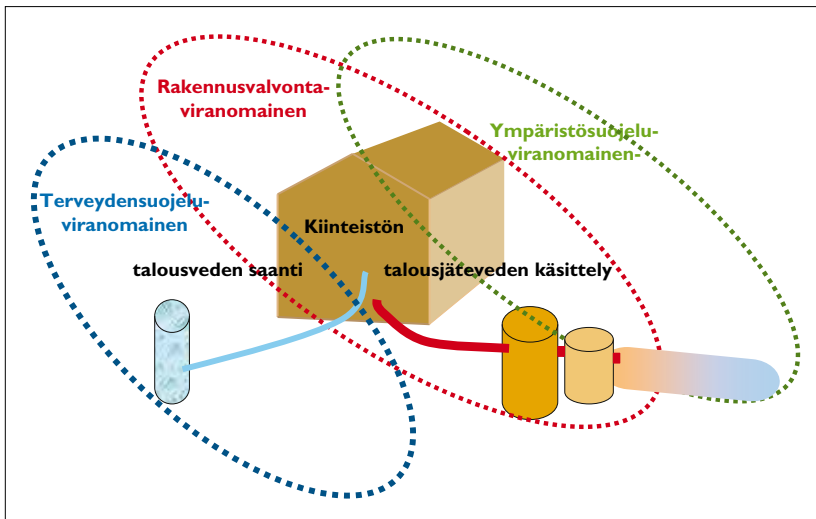 Rakennusvalvonta-
viranomainen
Ympäristösuojelu-
viranomainen-
Terveydensuojelu-
viranomainen
Kiinteistön
talousveden saanti
talousjäteveden käsittely